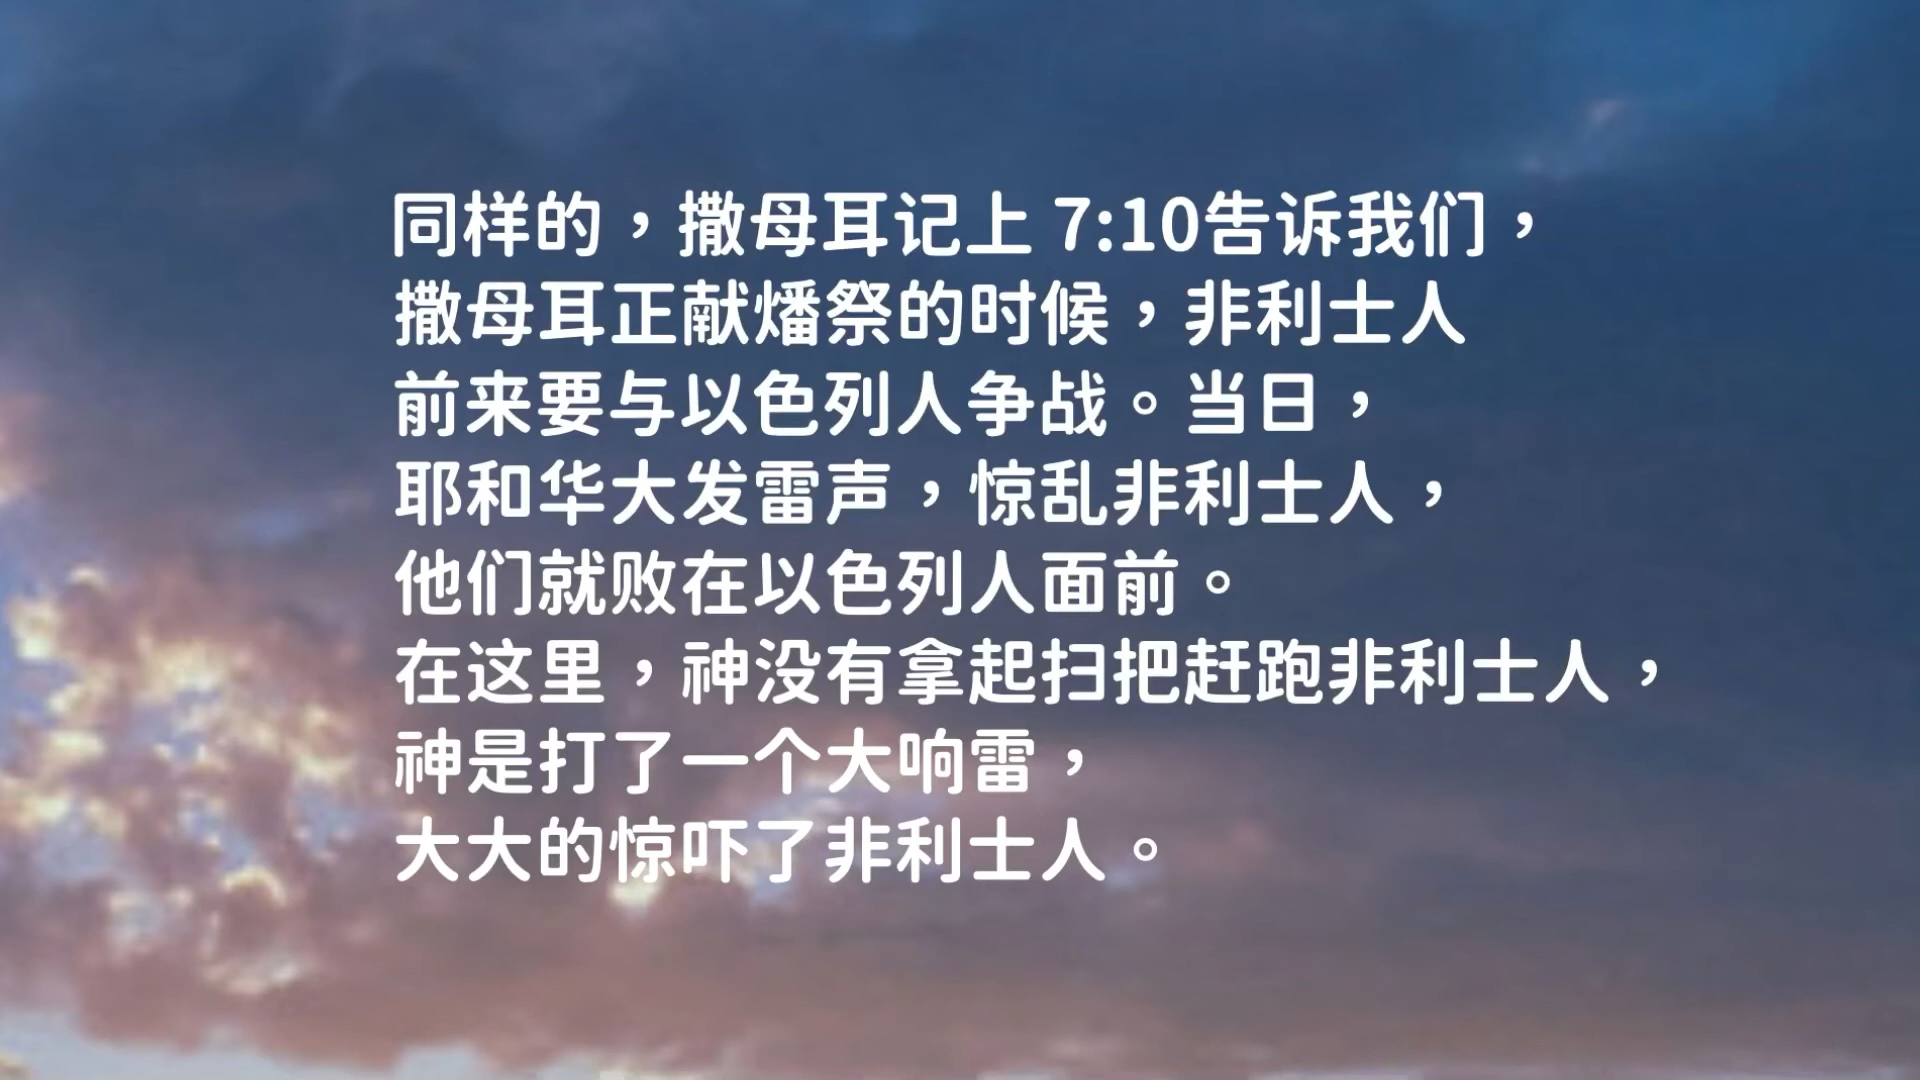 同样的，撒母耳记上 7:10告诉我们，
撒母耳正献燔祭的时候，非利士人
前来要与以色列人争战。当日，
耶和华大发雷声，惊乱非利士人，
他们就败在以色列人面前。
在这里，神没有拿起扫把赶跑非利士人，
神是打了一个大响雷，
大大的惊吓了非利士人。